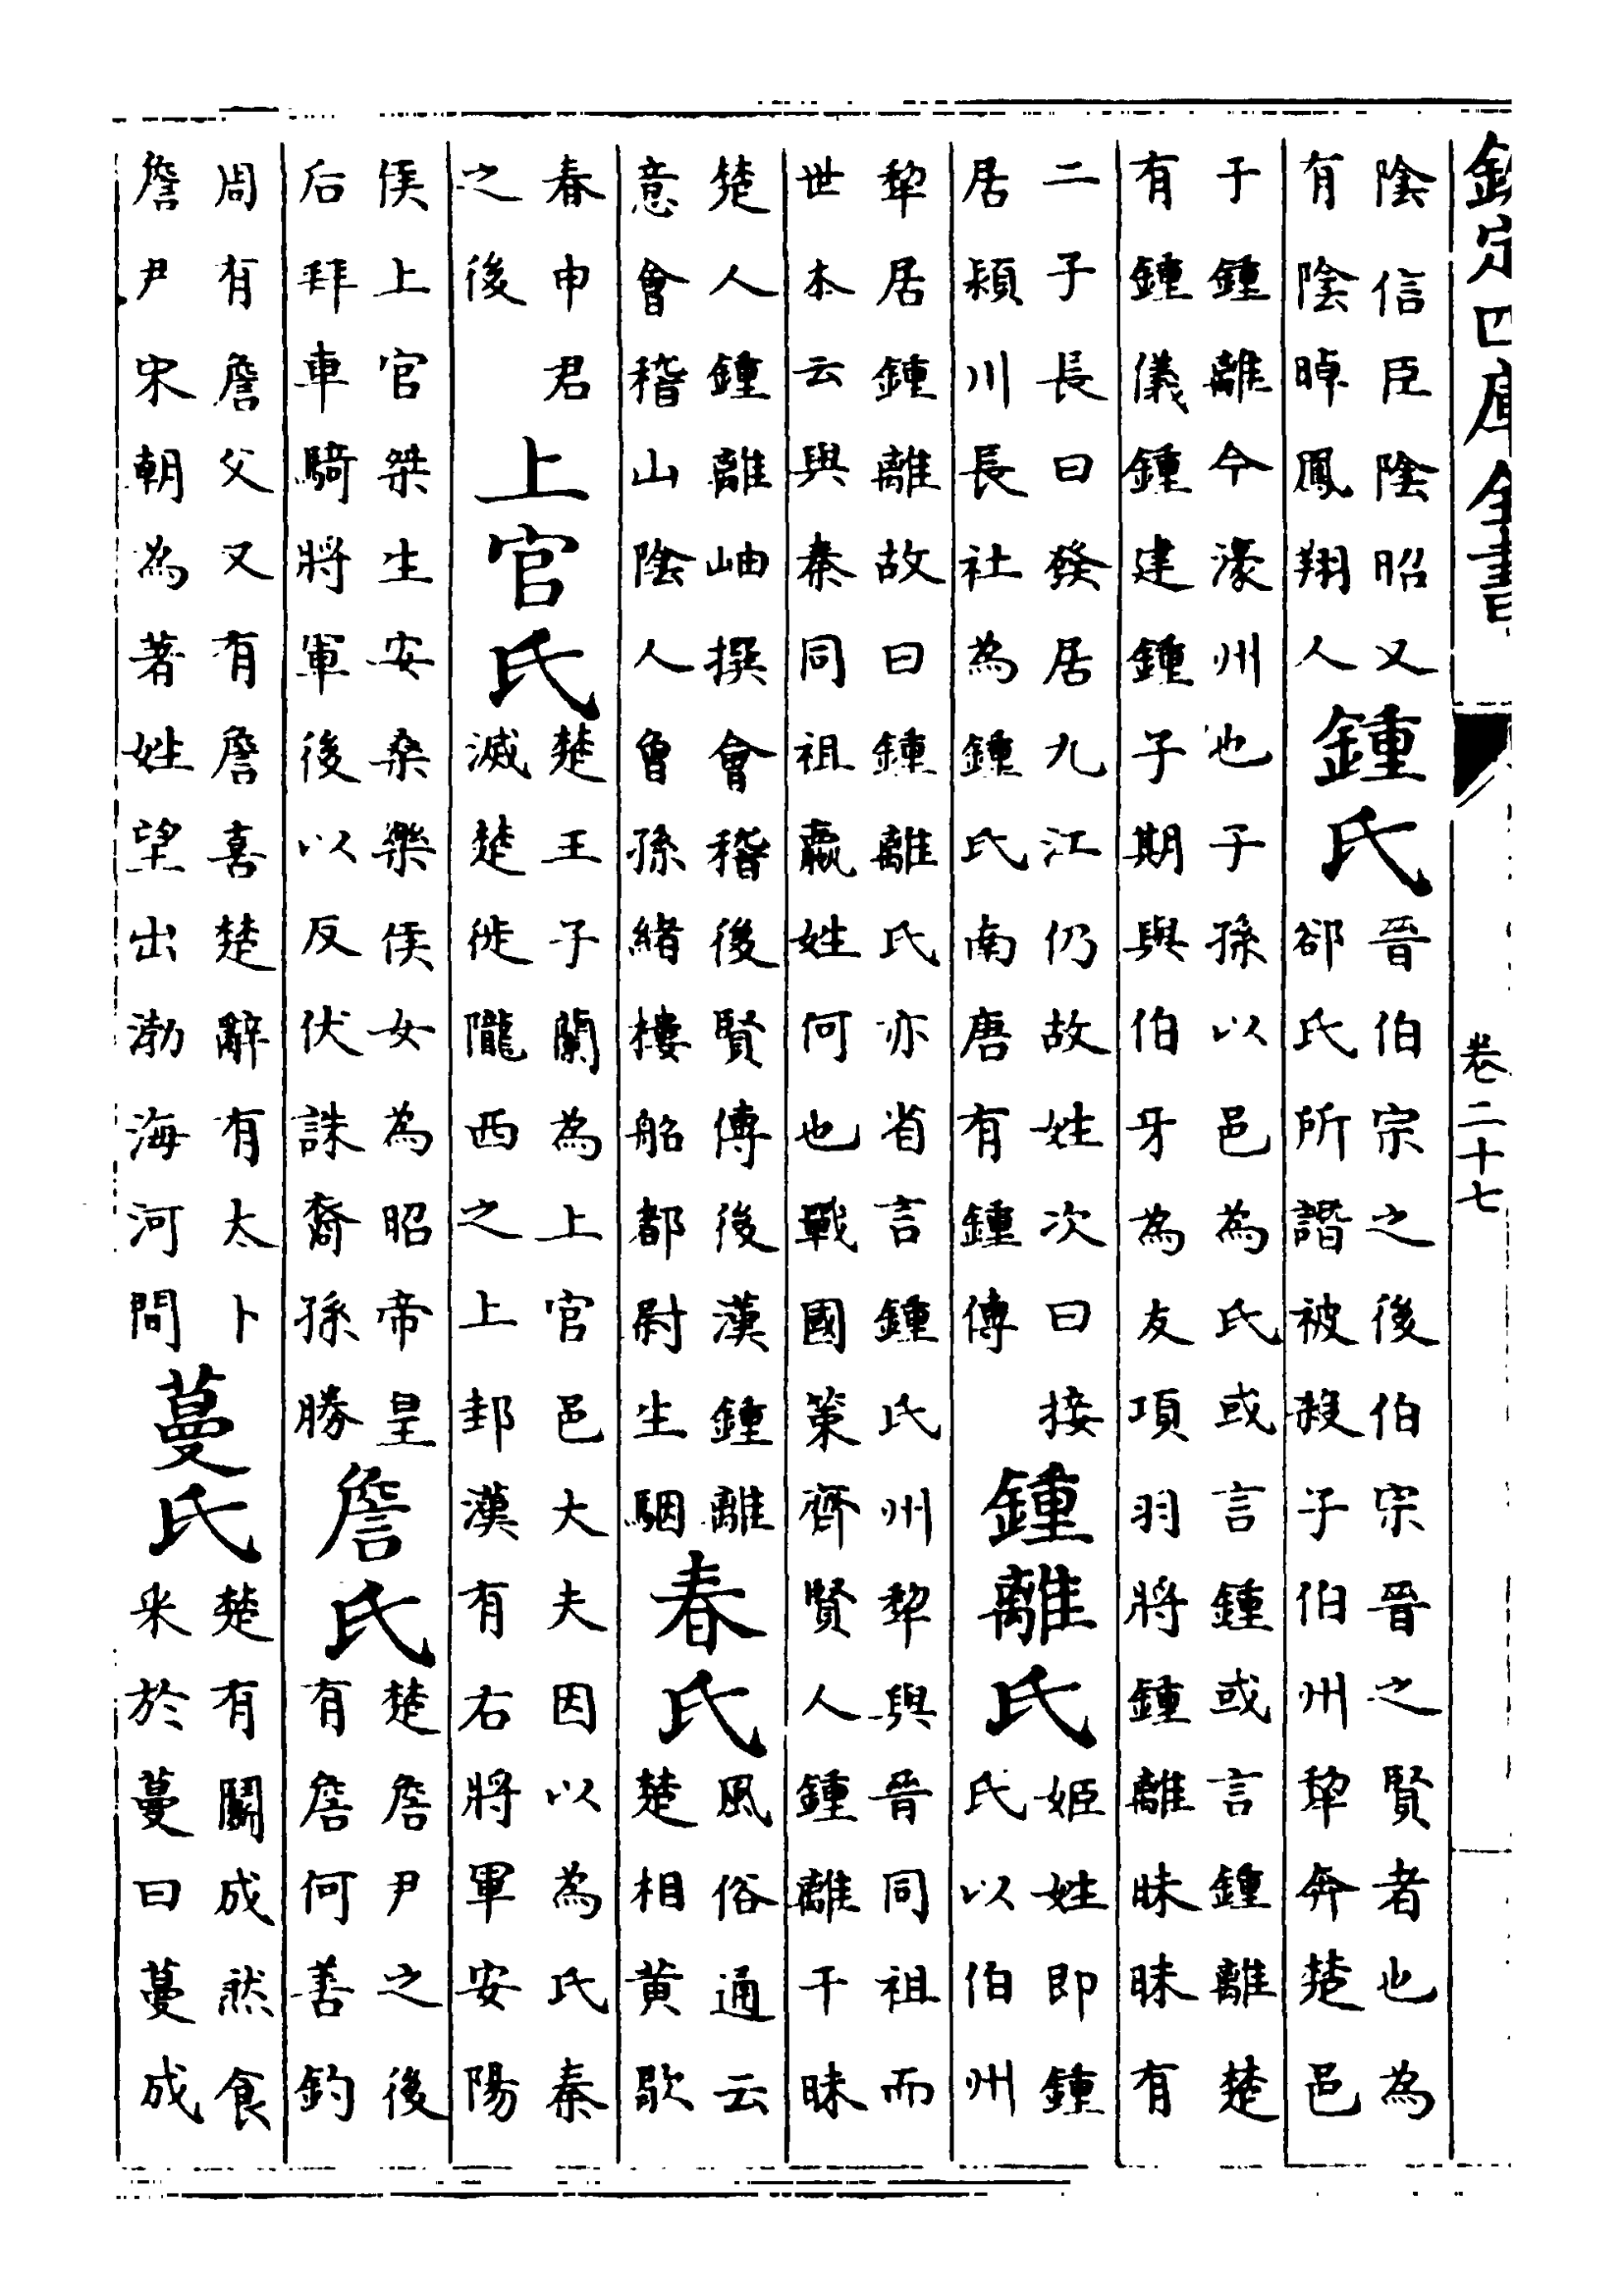 欽定四庫全書
卷二十七
陰信臣陰昭又
有陰晫鳳翔人
鍾氏
晉伯宗之後伯宗晉之賢者也為
郤氏所譖被殺子伯州犂奔楚邑
于鍾離今濠州也子孫以邑為氏或言鍾或言鍾離楚
有鍾儀鍾建鍾子期與伯牙為友項羽將鍾離昧昧有
二子長曰發居九江仍故姓次曰接
居潁川長社為鍾氏南唐有鍾傳
鍾離氏
姬姓即鍾
氏以伯州
犂居鍾離故曰鍾離氏亦省言鍾氏州犂與晉同祖而
世本云與秦同祖嬴姓何也戰國策齊賢人鍾離干昧
楚人鍾離岫撰會稽後賢傳後漢鍾離
意會稽山陰人曾孫緒樓船都尉生駰
春氏
風俗通云
楚相黄歇
春申君
之後
上官氏
楚王子蘭為上官邑大夫因以為氏秦
滅楚徙隴西之上邽漢有右將軍安陽
侯上官桀生安桑樂侯女為昭帝皇
后拜車騎將軍後以反伏誅裔孫勝
詹氏
楚詹尹之後
有詹何善釣
周有詹父又有詹喜楚辭有太卜
詹尹宋朝為著姓望出渤海河間
蔓氏
楚有鬭成然食
采於蔓曰蔓成